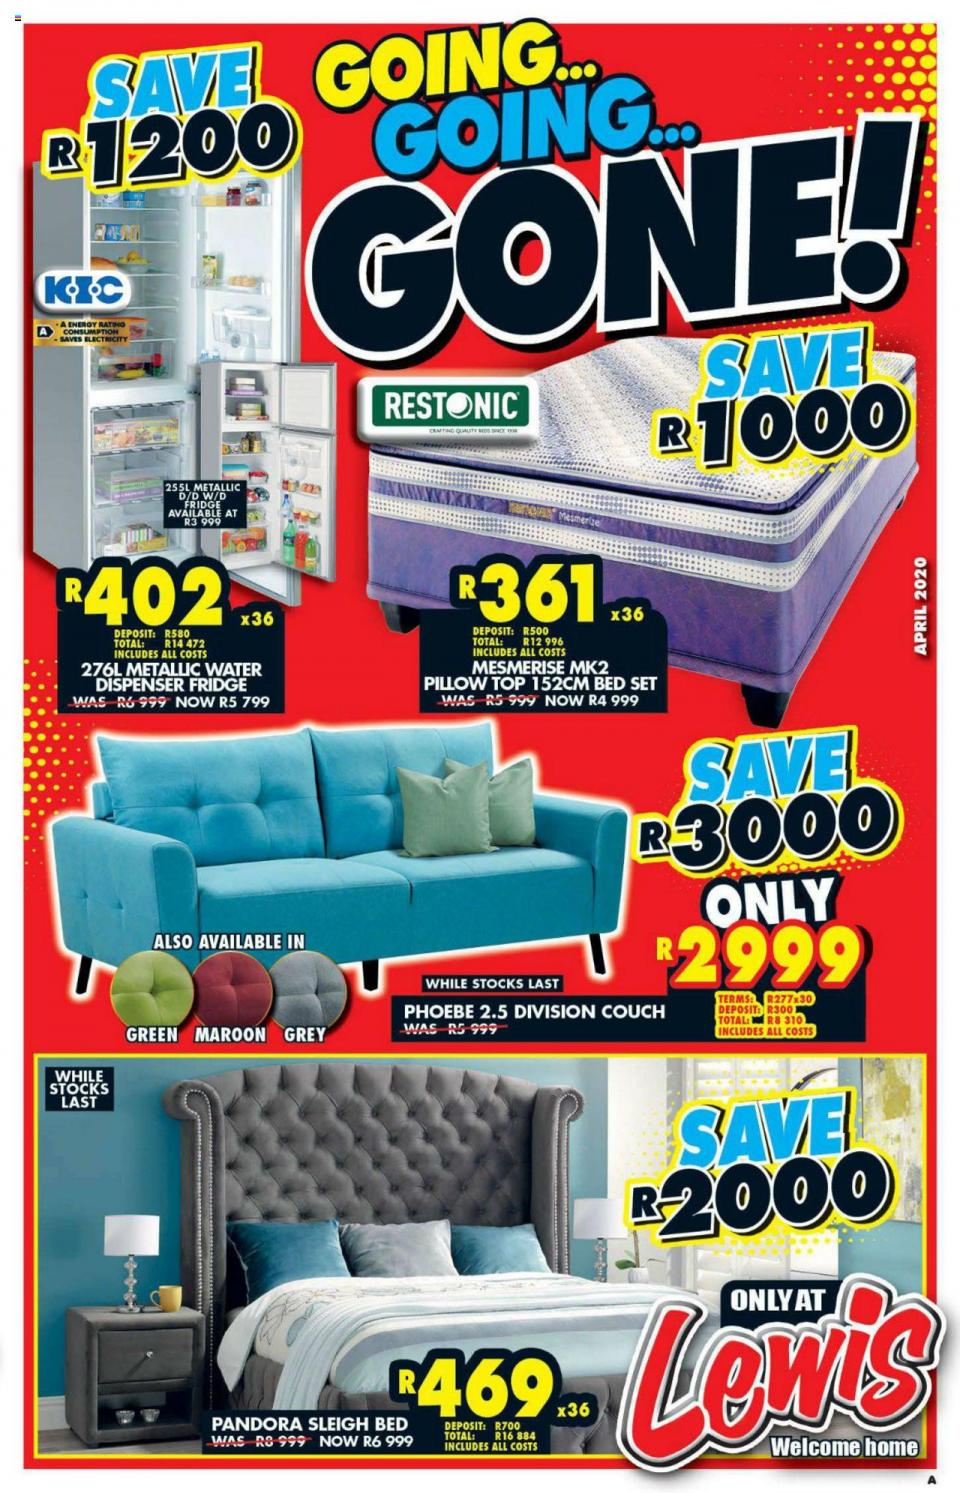 GOING...
GOING...
GONE!
SAVE
R1200
KIC
A
• A ENERGY RATING
CONSUMPTION
- SAVES ELECTRICITY
255L METALLIC
D/D W/D
FRIDGE
AVAILABLE AT
R3 999
R402 x36
DEPOSIT: R580
TOTAL: R14 472
INCLUDES ALL COSTS
276L METALLIC WATER
DISPENSER FRIDGE
WAS R6 999 NOW R5 799
RESTONIC
CRAFTING QUALITY BEDS SINCE 1938
SAVE
R1000
Mesmerize
R361 x36
DEPOSIT: R500
TOTAL: R12 996
INCLUDES ALL COSTS
MESMERISE MK2
PILLOW TOP 152CM BED SET
WAS R5 999 NOW R4 999
APRIL 2020
SAVE
R3000
ONLY
R2999
TERMS: R277x30
DEPOSIT: R300
TOTAL: R8 310
INCLUDES ALL COSTS
ALSO AVAILABLE IN
GREEN MAROON GREY
WHILE STOCKS LAST
PHOEBE 2.5 DIVISION COUCH
WAS R5 999
WHILE
STOCKS
LAST
SAVE
R2000
R469 x36
DEPOSIT: R700
TOTAL: R16 884
INCLUDES ALL COSTS
PANDORA SLEIGH BED
WAS R8 999 NOW R6 999
ONLY AT
Lewis
Welcome home
A